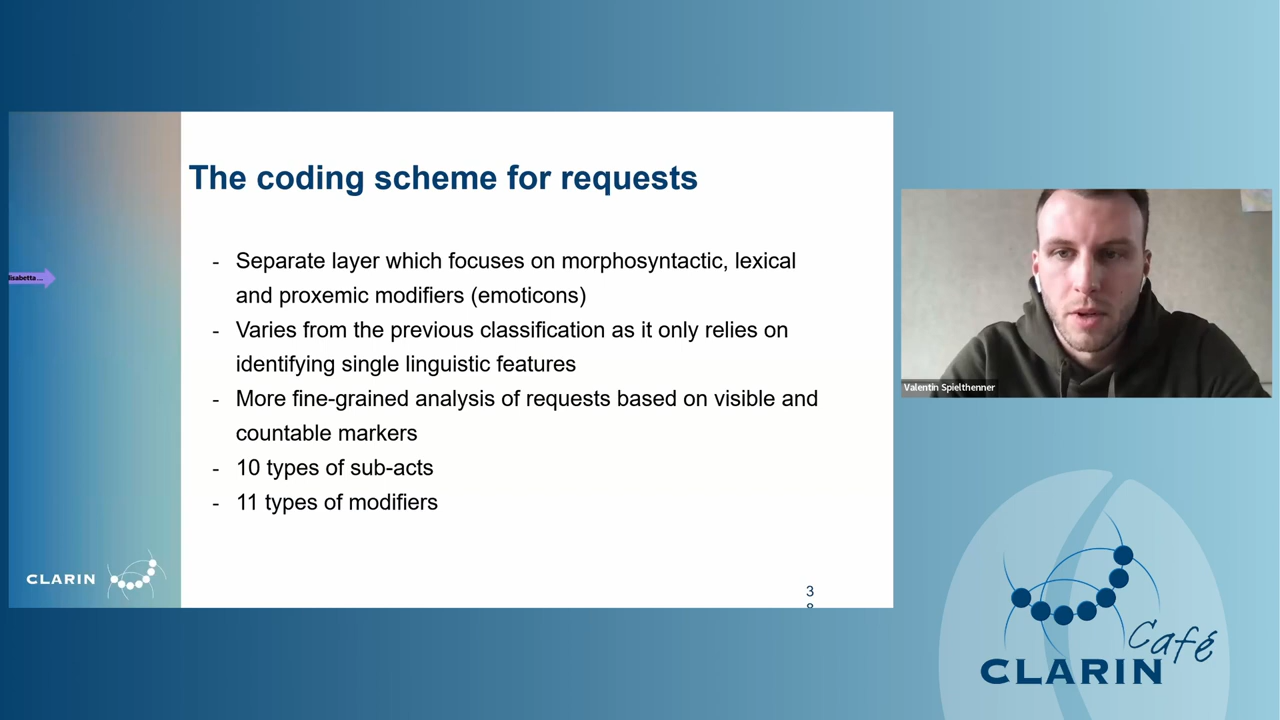 The coding scheme for requests
- Separate layer which focuses on morphosyntactic, lexical
and proxemic modifiers (emoticons)
- Varies from the previous classification as it only relies on
identifying single linguistic features
- More fine-grained analysis of requests based on visible and
countable markers
- 10 types of sub-acts
- 11 types of modifiers
lisabetta ...
CLARIN
3
Valentin Spielthenner
Café
CLARIN